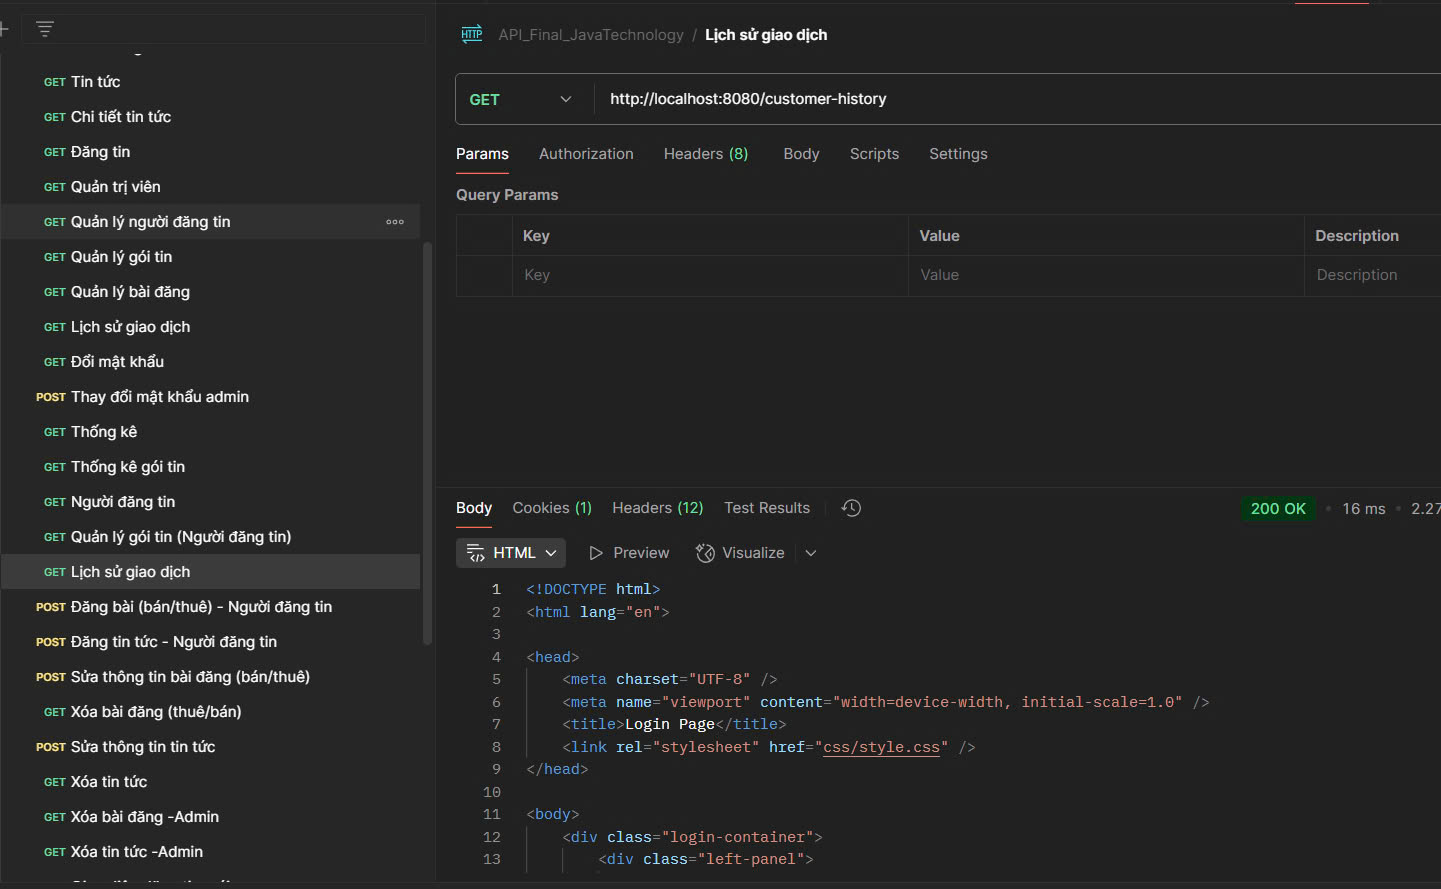 GET Tin tức
GET Chi tiết tin tức
GET Đăng tin
GET Quản trị viên
GET Quản lý người đăng tin
GET Quản lý gói tin
GET Quản lý bài đăng
GET Lịch sử giao dịch
GET Đổi mật khẩu
POST Thay đổi mật khẩu admin
GET Thống kê
GET Thống kê gói tin
GET Người đăng tin
GET Quản lý gói tin (Người đăng tin)
GET Lịch sử giao dịch
POST Đăng bài (bán/thuê) - Người đăng tin
POST Đăng tin tức - Người đăng tin
POST Sửa thông tin bài đăng (bán/thuê)
GET Xóa bài đăng (thuê/bán)
POST Sửa thông tin tin tức
GET Xóa tin tức
GET Xóa bài đăng -Admin
GET Xóa tin tức -Admin
HTTP API_Final_JavaTechnology / Lịch sử giao dịch
GET http://localhost:8080/customer-history
Params Authorization Headers (8) Body Scripts Settings
Query Params
Key Value Description
Key Value Description
Body Cookies (1) Headers (12) Test Results 200 OK • 16 ms • 2.27
HTML Preview Visualize
1 <!DOCTYPE html>
2 <html lang="en">
3
4 <head>
5 <meta charset="UTF-8" />
6 <meta name="viewport" content="width=device-width, initial-scale=1.0" />
7 <title>Login Page</title>
8 <link rel="stylesheet" href="css/style.css" />
9 </head>
10
11 <body>
12 <div class="login-container">
13 <div class="left-panel">